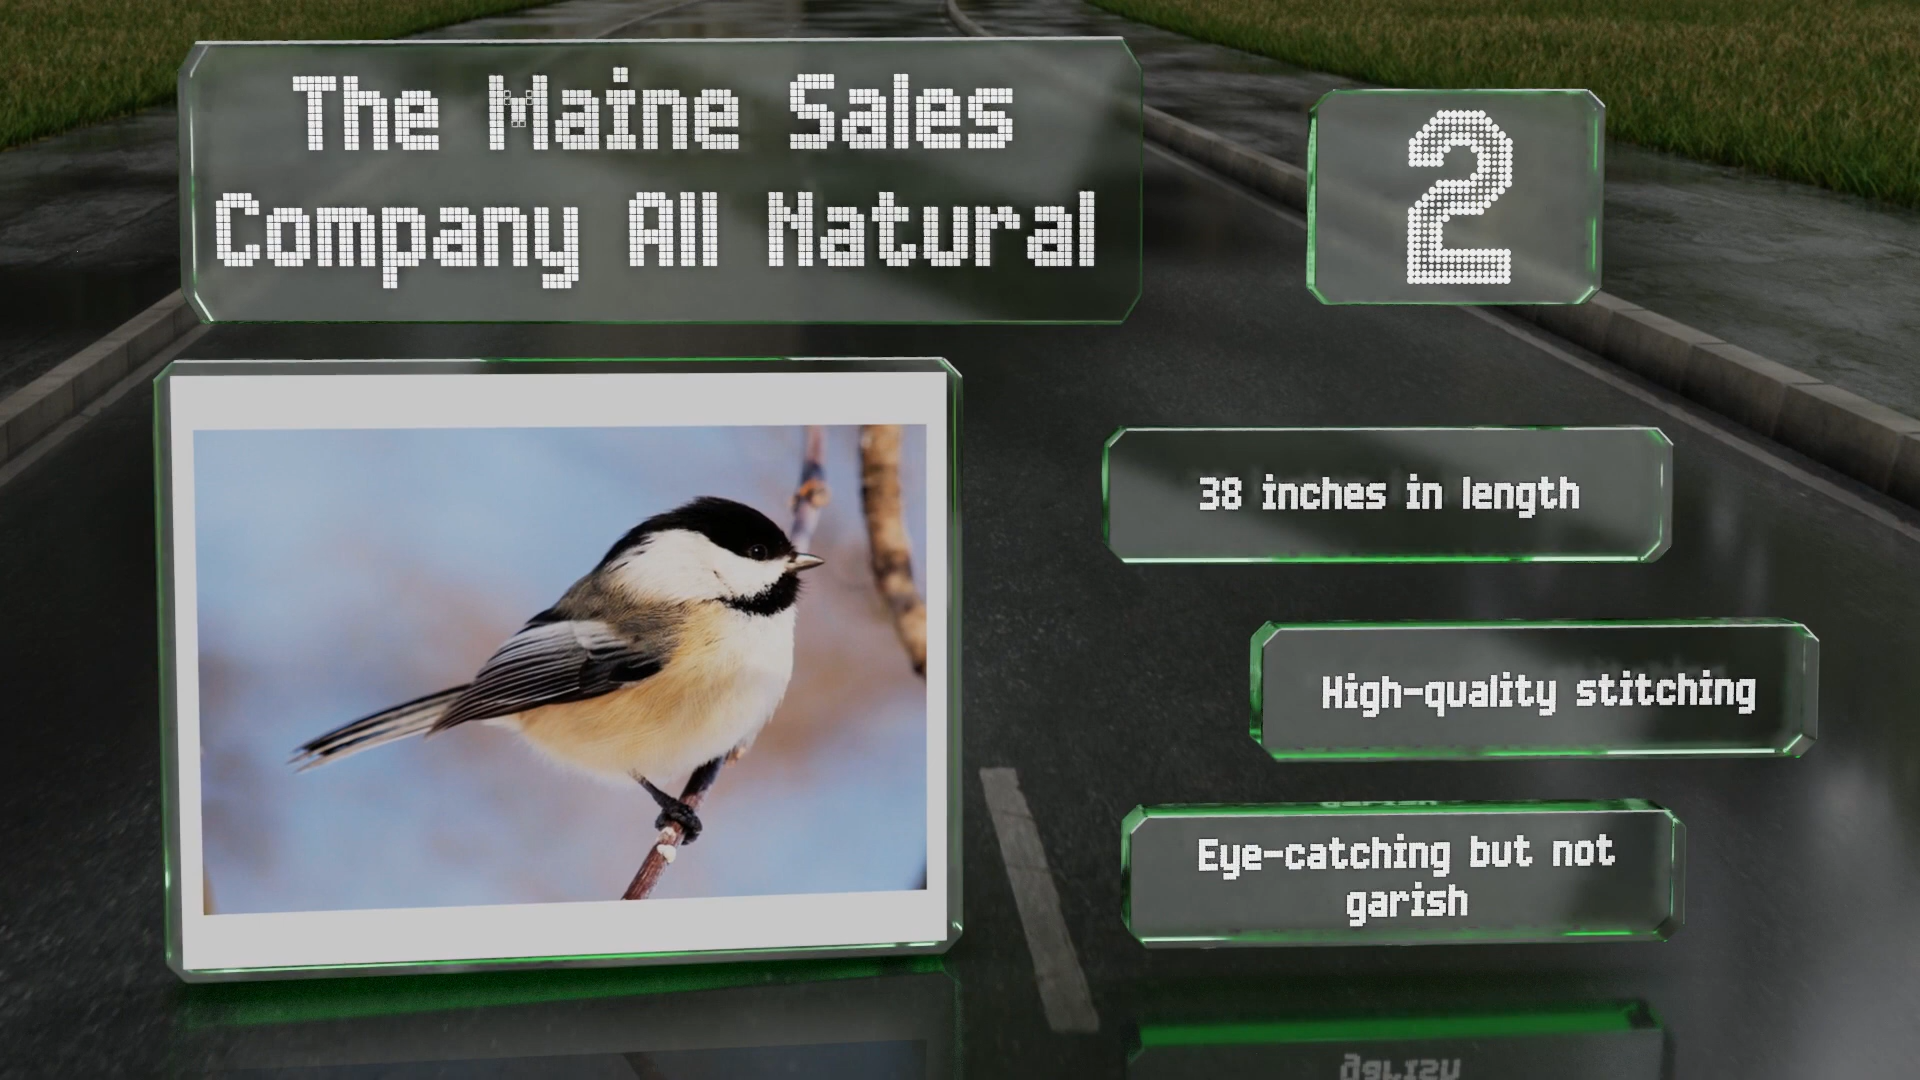 The Maine Sales
Company All Natural
2
38 inches in length
High-quality stitching
Eye-catching but not
garish